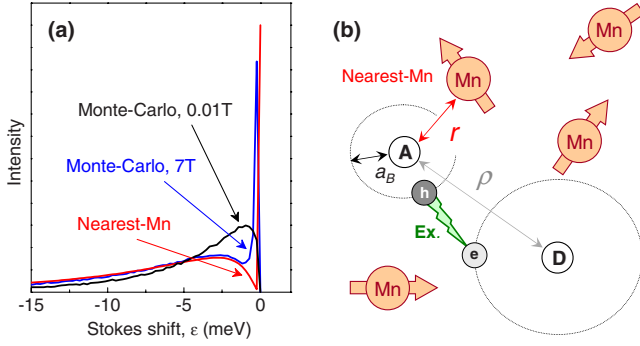 (a)
Intensity
Monte-Carlo, 0.01T
Monte-Carlo, 7T
Nearest-Mn
-15
-10
-5
0
Stokes shift, ε (meV)
(b)
Mn
Mn
Nearest-Mn
r
Mn
A
a_B
ρ
h
Ex.
e
D
Mn